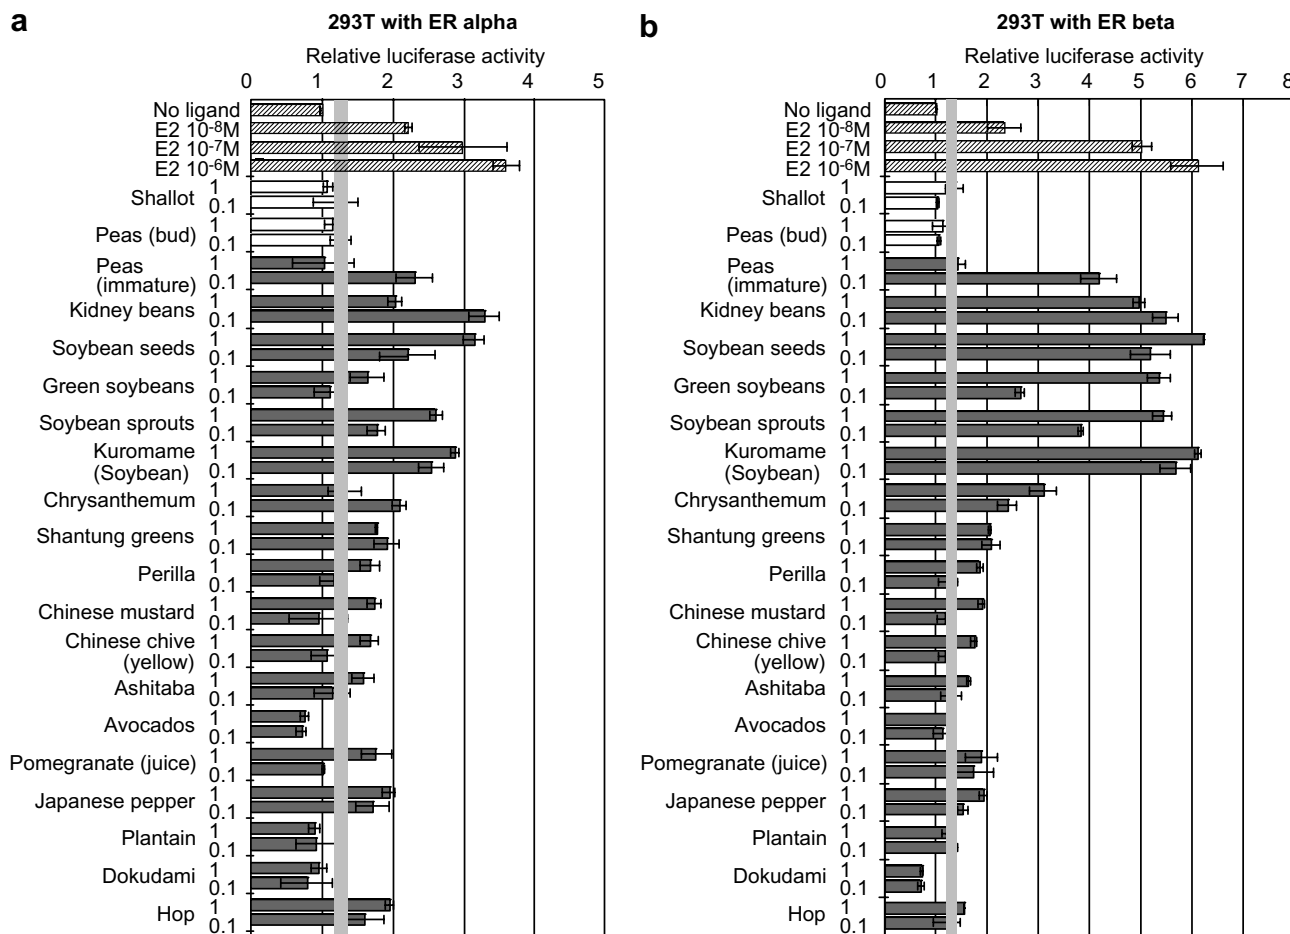 a
293T with ER alpha
Relative luciferase activity
0 1 2 3 4 5
No ligand
E2 10-8M
E2 10-7M
E2 10-6M
Shallot 1
0.1
Peas (bud) 1
0.1
Peas (immature) 1
0.1
Kidney beans 1
0.1
Soybean seeds 1
0.1
Green soybeans 1
0.1
Soybean sprouts 1
0.1
Kuromame (Soybean) 1
0.1
Chrysanthemum 1
0.1
Shantung greens 1
0.1
Perilla 1
0.1
Chinese mustard 1
0.1
Chinese chive (yellow) 1
0.1
Ashitaba 1
0.1
Avocados 1
0.1
Pomegranate (juice) 1
0.1
Japanese pepper 1
0.1
Plantain 1
0.1
Dokudami 1
0.1
Hop 1
0.1
b
293T with ER beta
Relative luciferase activity
0 1 2 3 4 5 6 7 8
No ligand
E2 10-8M
E2 10-7M
E2 10-6M
Shallot 1
0.1
Peas (bud) 1
0.1
Peas (immature) 1
0.1
Kidney beans 1
0.1
Soybean seeds 1
0.1
Green soybeans 1
0.1
Soybean sprouts 1
0.1
Kuromame (Soybean) 1
0.1
Chrysanthemum 1
0.1
Shantung greens 1
0.1
Perilla 1
0.1
Chinese mustard 1
0.1
Chinese chive (yellow) 1
0.1
Ashitaba 1
0.1
Avocados 1
0.1
Pomegranate (juice) 1
0.1
Japanese pepper 1
0.1
Plantain 1
0.1
Dokudami 1
0.1
Hop 1
0.1